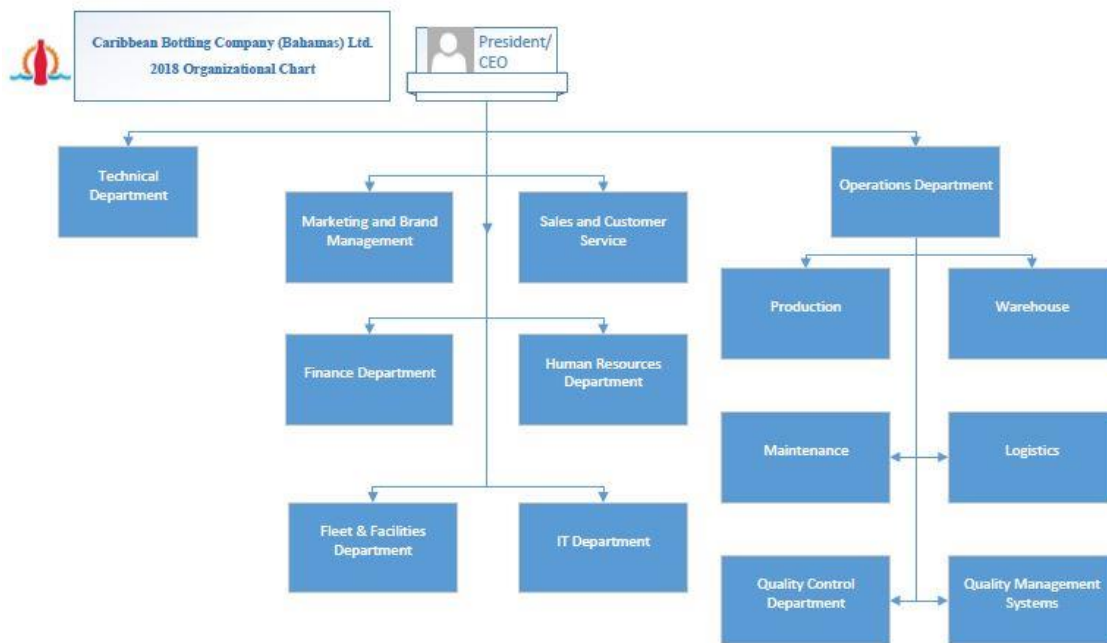 Caribbean Bottling Company (Bahamas) Ltd.
2018 Organizational Chart
President/
CEO
Technical
Department
Operations Department
Marketing and Brand
Management
Sales and Customer
Service
Production
Warehouse
Finance Department
Human Resources
Department
Maintenance
Logistics
Fleet & Facilities
Department
IT Department
Quality Control
Department
Quality Management
Systems